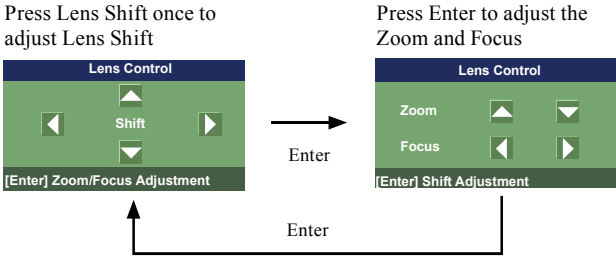 Press Lens Shift once to
adjust Lens Shift
Lens Control
Shift
[Enter] Zoom/Focus Adjustment
Enter
Press Enter to adjust the
Zoom and Focus
Lens Control
Zoom
Focus
[Enter] Shift Adjustment
Enter